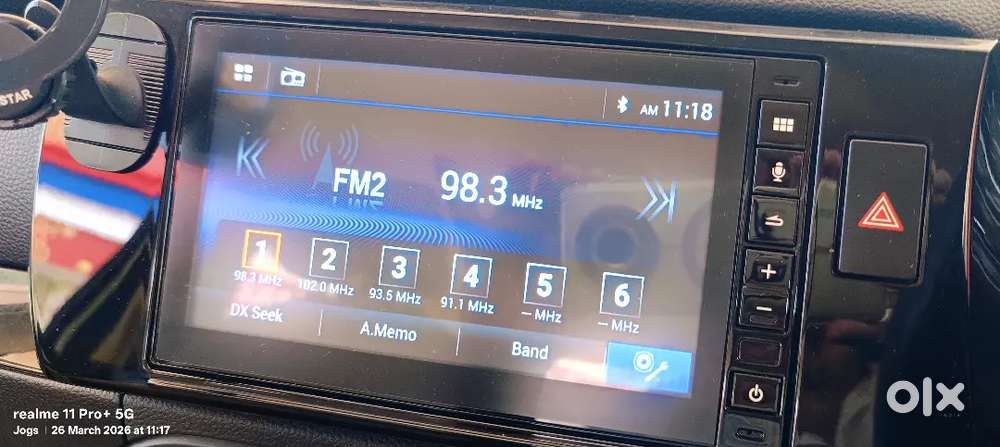 STAR
AM 11:18
FM2
98.3 MHz
1 2 3 4 5 6
98.3 MHz 102.0 MHz 93.5 MHz 91.1 MHz — MHz — MHz
DX Seek A.Memo Band
realme 11 Pro+ 5G
Jogs | 26 March 2026 at 11:17
olx
INDIA